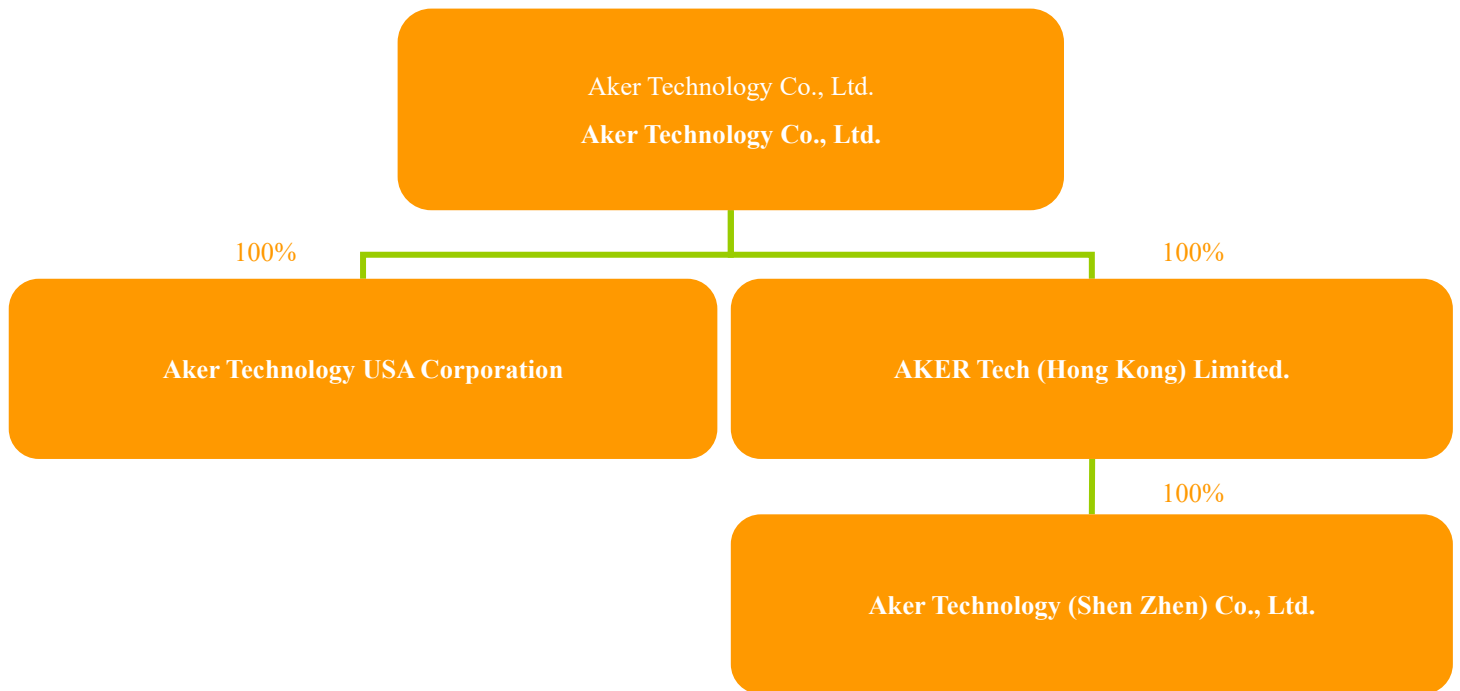 Aker Technology Co., Ltd.
Aker Technology Co., Ltd.
100%
100%
Aker Technology USA Corporation
AKER Tech (Hong Kong) Limited.
100%
Aker Technology (Shen Zhen) Co., Ltd.